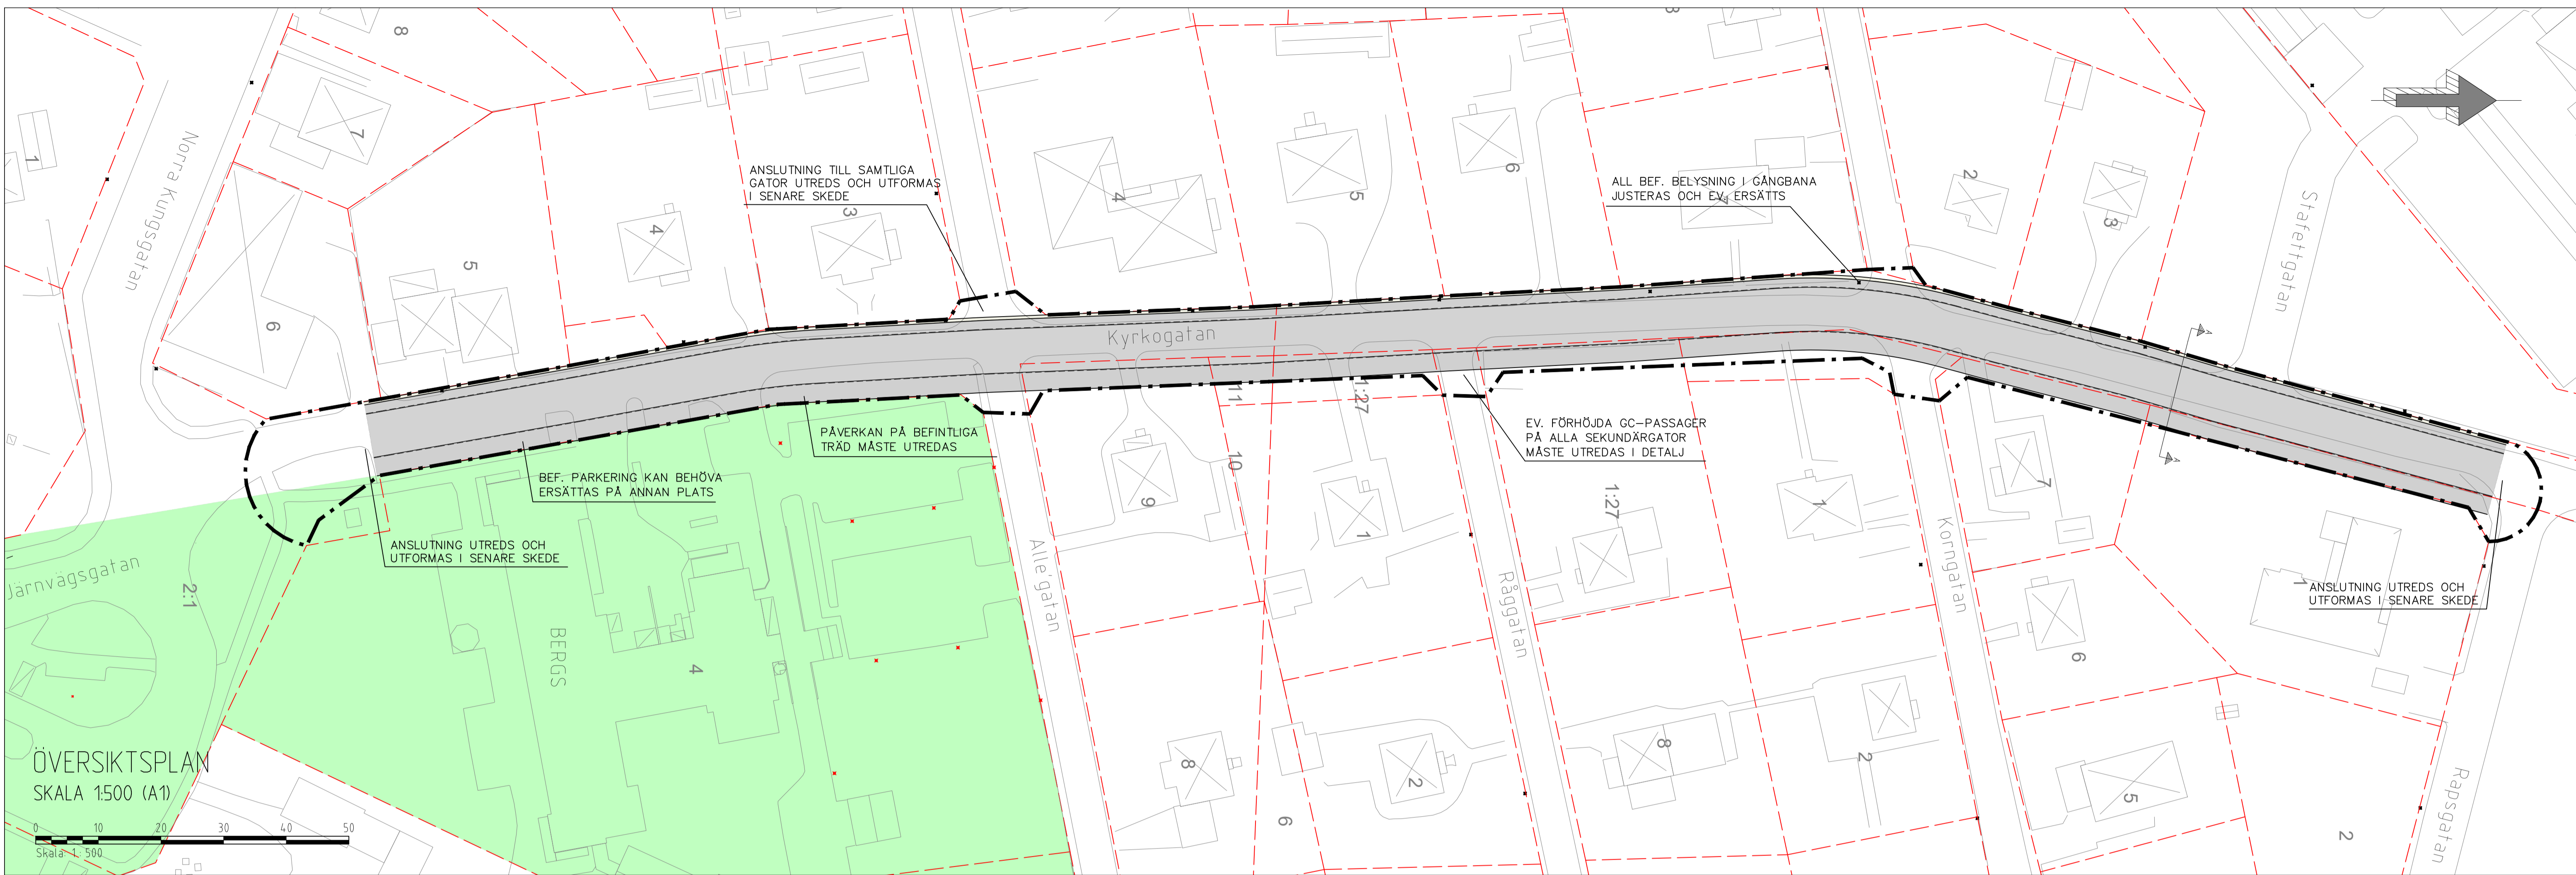 8
7
1
Norra Kungsgatan
6
5
4
3
ANSLUTNING TILL SAMTLIGA
GATOR UTREDS OCH UTFORMAS
I SENARE SKEDE
4
5
6
ALL BEF. BELYSNING I GÅNGBANA
JUSTERAS OCH EV. ERSÄTTS
2
3
Stafettgatan
Kyrkogatan
A
A
PÅVERKAN PÅ BEFINTLIGA
TRÄD MÅSTE UTREDAS
BEF. PARKERING KAN BEHÖVA
ERSÄTTAS PÅ ANNAN PLATS
ANSLUTNING UTREDS OCH
UTFORMAS I SENARE SKEDE
EV. FÖRHÖJDA GC-PASSAGER
PÅ ALLA SEKUNDÄRGATOR
MÅSTE UTREDAS I DETALJ
ANSLUTNING UTREDS OCH
UTFORMAS I SENARE SKEDE
11
1:27
10
9
1
1:27
1
7
1
6
Järnvägsgatan
2:1
BERGS
4
Alle'gatan
Råggatan
Korngatan
Rapsgatan
8
6
2
8
2
5
2
ÖVERSIKTSPLAN
SKALA 1:500 (A1)
0 10 20 30 40 50
Skala 1:500